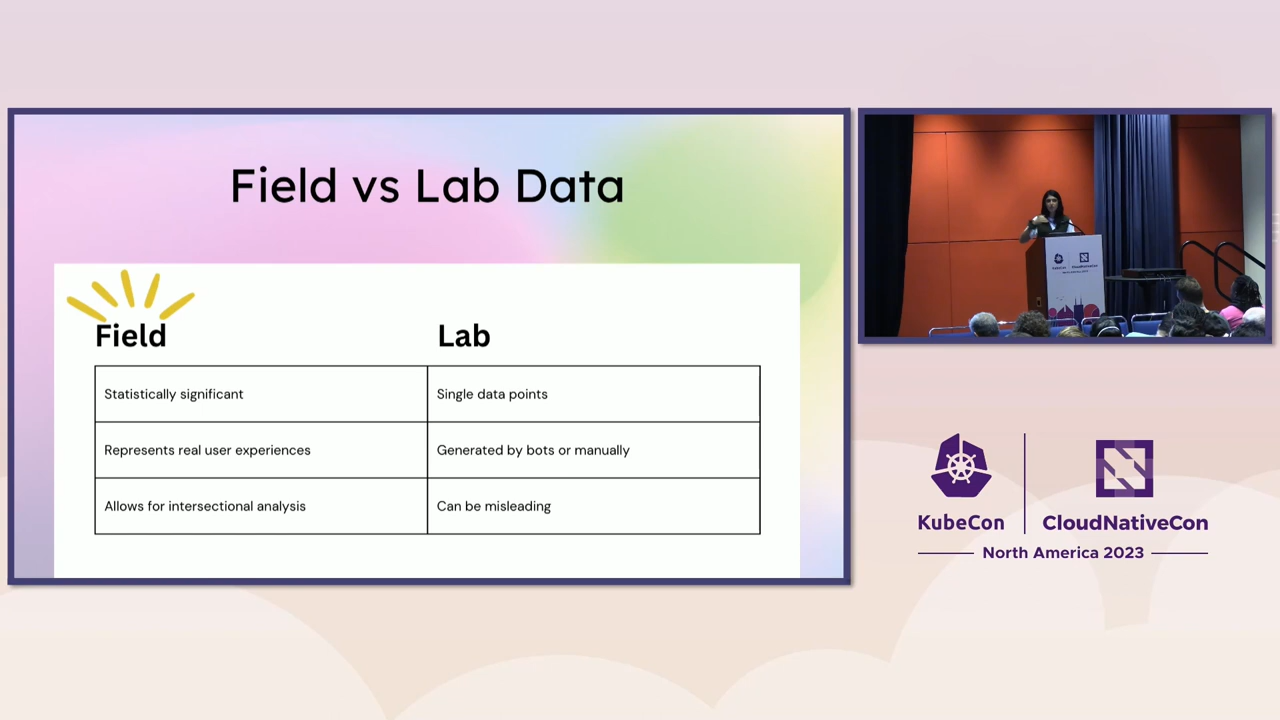 Field vs Lab Data
Field
Lab
Statistically significant
Single data points
Represents real user experiences
Generated by bots or manually
Allows for intersectional analysis
Can be misleading
KubeCon
CloudNativeCon
North America 2023